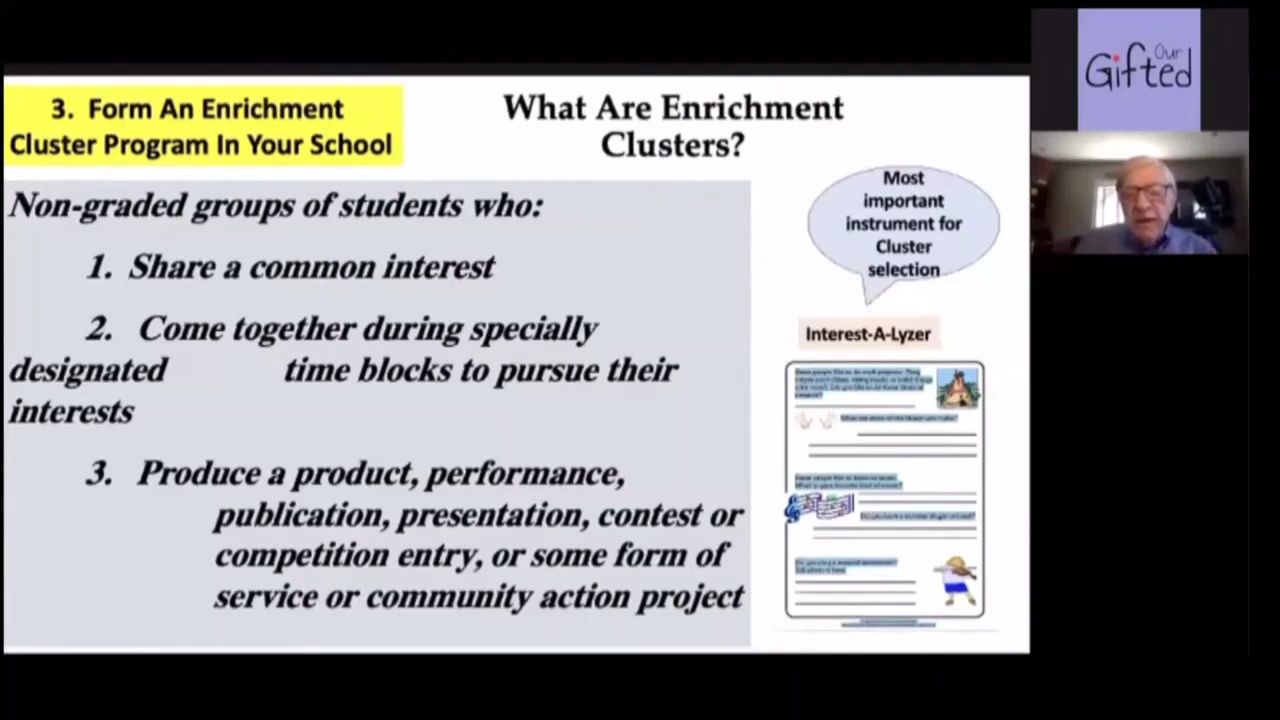 3. Form An Enrichment
Cluster Program In Your School
What Are Enrichment
Clusters?
Non-graded groups of students who:
1. Share a common interest
2. Come together during specially
designated time blocks to pursue their
interests
3. Produce a product, performance,
publication, presentation, contest or
competition entry, or some form of
service or community action project
Most
important
instrument for
Cluster
selection
Interest-A-Lyzer
Our
Gifted